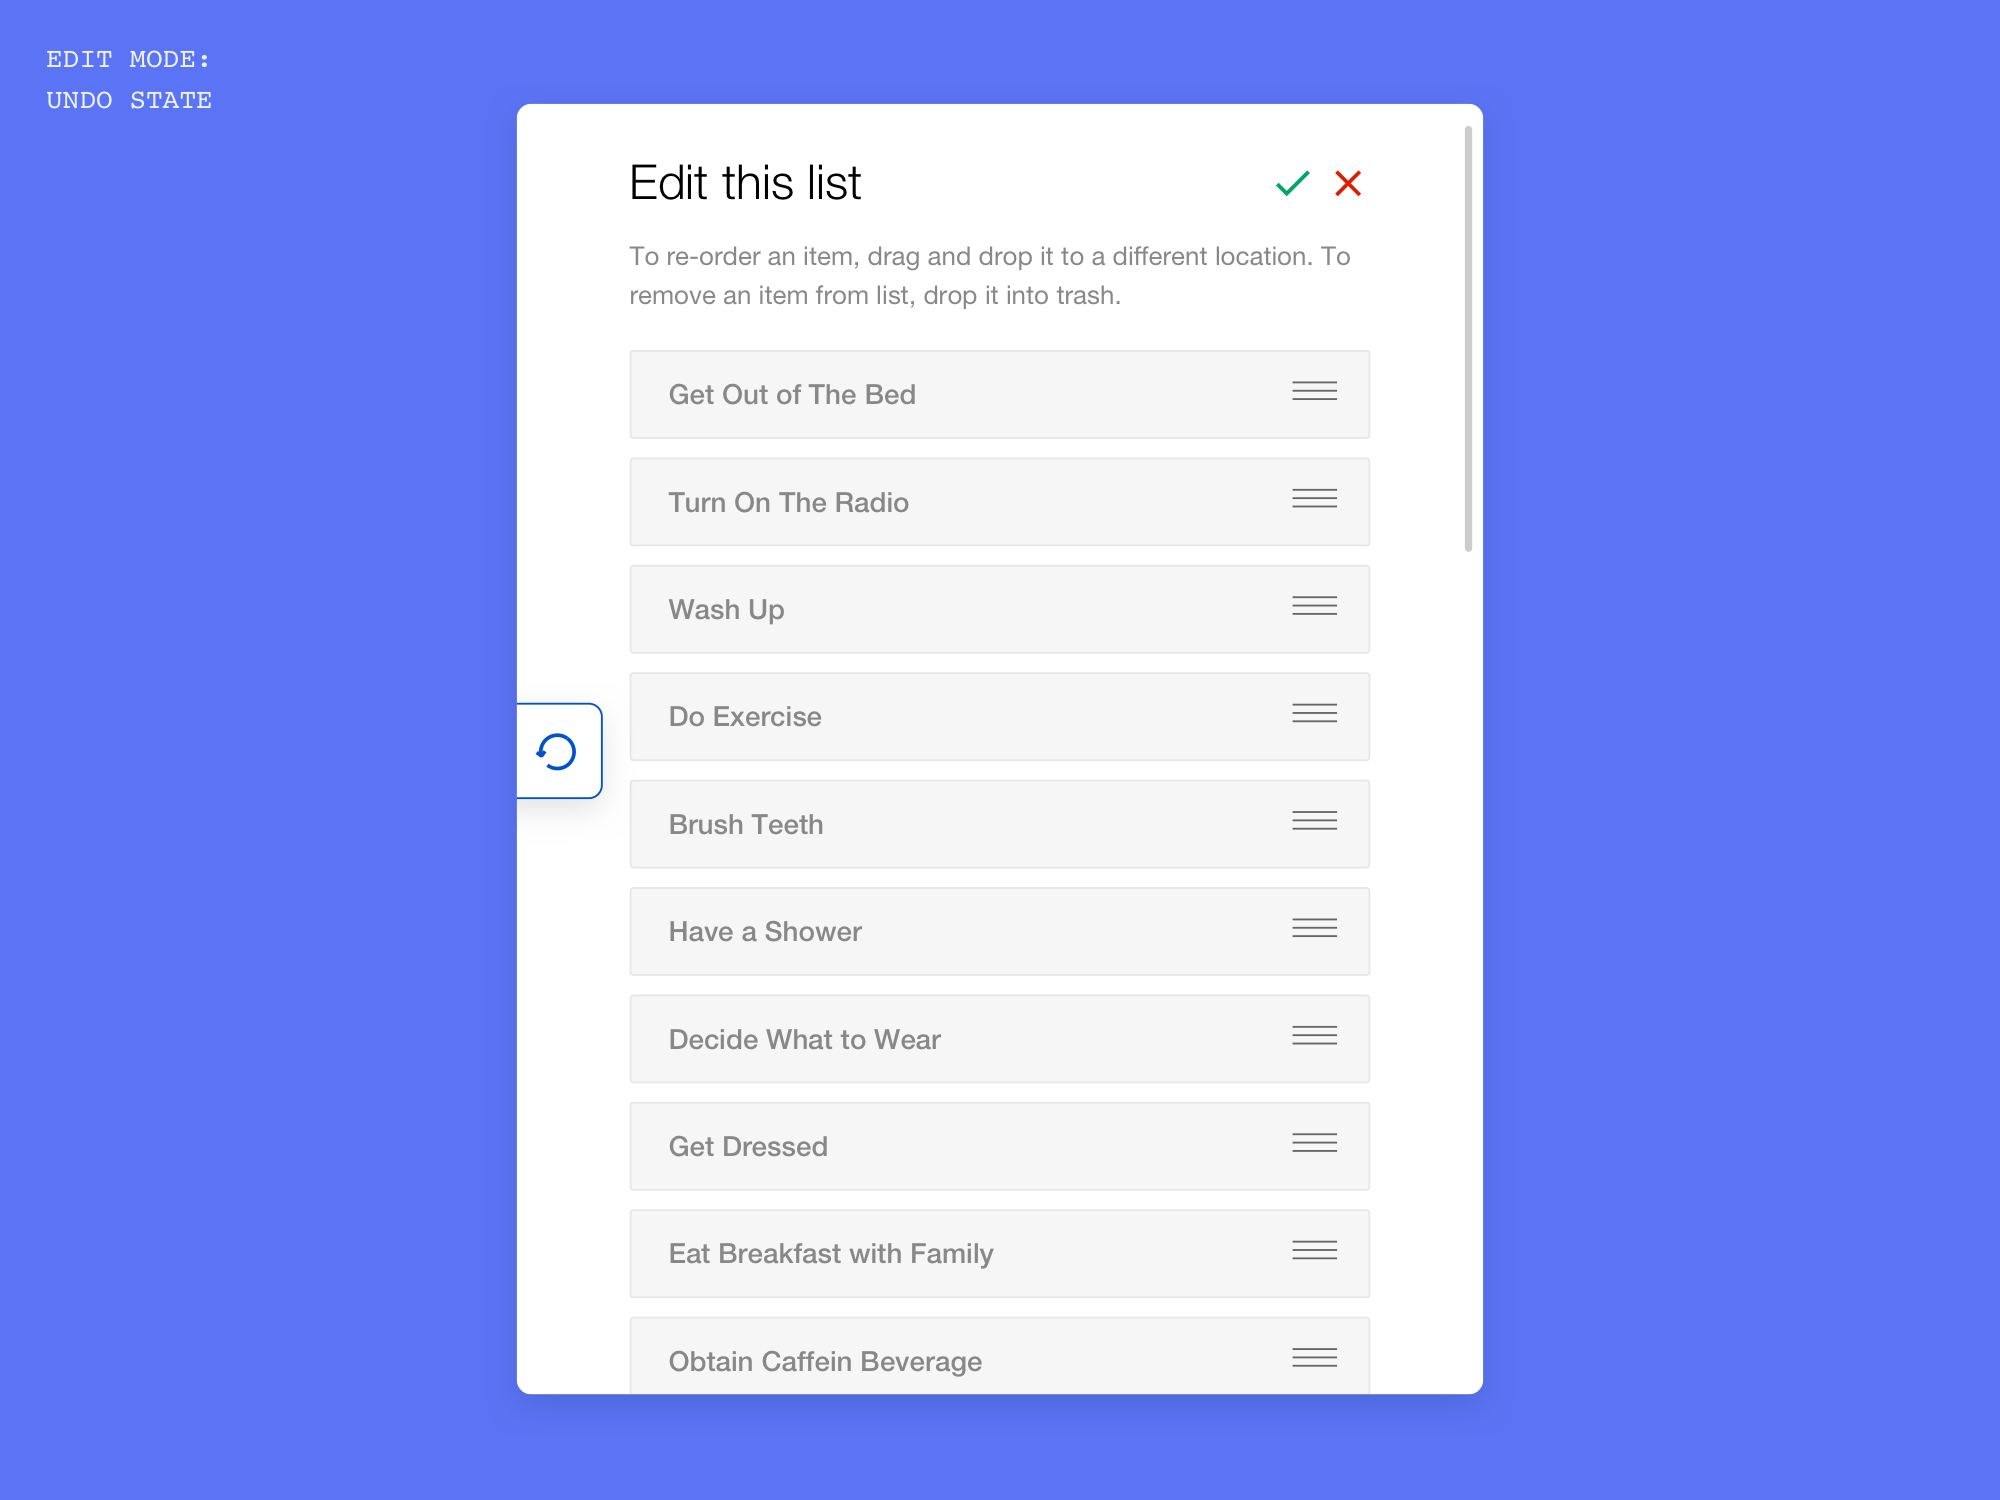 EDIT MODE:
UNDO STATE
Edit this list
To re-order an item, drag and drop it to a different location. To
remove an item from list, drop it into trash.
Get Out of The Bed
Turn On The Radio
Wash Up
Do Exercise
Brush Teeth
Have a Shower
Decide What to Wear
Get Dressed
Eat Breakfast with Family
Obtain Caffein Beverage